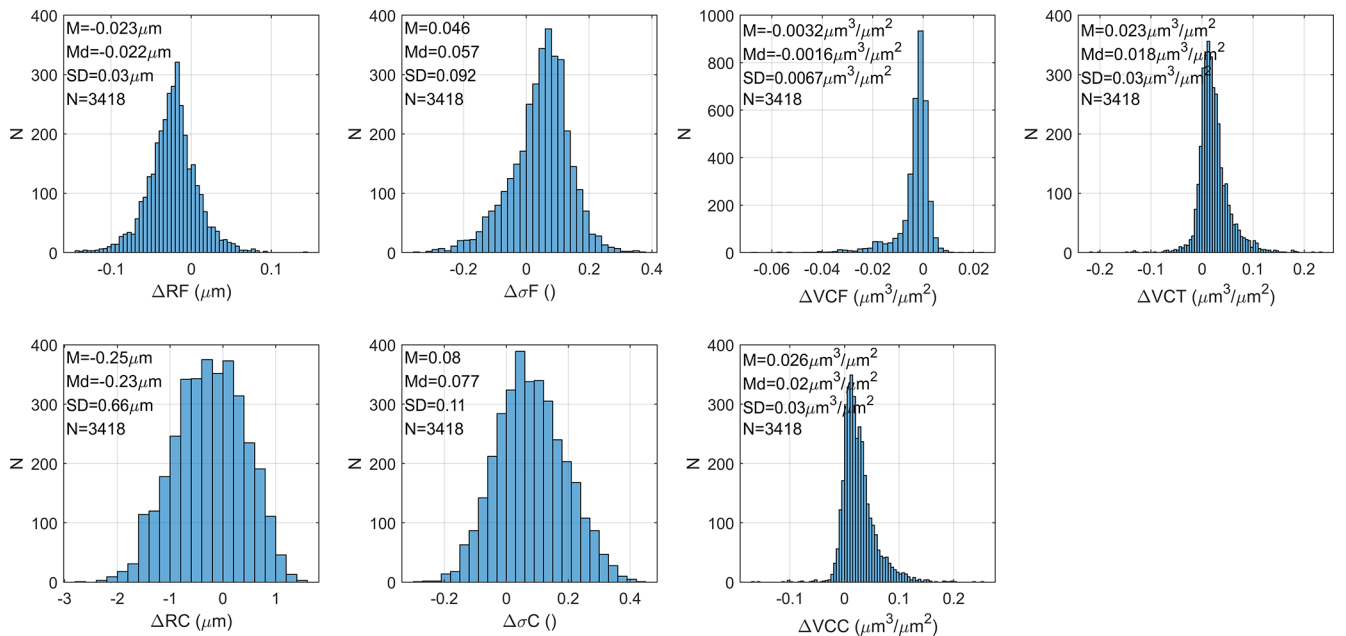 400
300
200
100
0
N
M=-0.023μm
Md=-0.022μm
SD=0.03μm
N=3418
-0.1
0
0.1
ΔRF (μm)
400
300
200
100
0
N
M=0.046
Md=0.057
SD=0.092
N=3418
-0.2
0
0.2
0.4
ΔσF ()
1000
800
600
400
200
0
N
M=-0.0032μm³/μm²
Md=-0.0016μm³/μm²
SD=0.0067μm³/μm²
N=3418
-0.06
-0.04
-0.02
0
0.02
ΔVCF (μm³/μm²)
400
300
200
100
0
N
M=0.023μm³/μm²
Md=0.018μm³/μm²
SD=0.03μm³/μm²
N=3418
-0.2
-0.1
0
0.1
0.2
ΔVCT (μm³/μm²)
400
300
200
100
0
N
M=-0.25μm
Md=-0.23μm
SD=0.66μm
N=3418
-3
-2
-1
0
1
ΔRC (μm)
400
300
200
100
0
N
M=0.08
Md=0.077
SD=0.11
N=3418
-0.2
0
0.2
0.4
ΔσC ()
400
300
200
100
0
N
M=0.026μm³/μm²
Md=0.02μm³/μm²
SD=0.03μm³/μm²
N=3418
-0.1
0
0.1
0.2
ΔVCC (μm³/μm²)